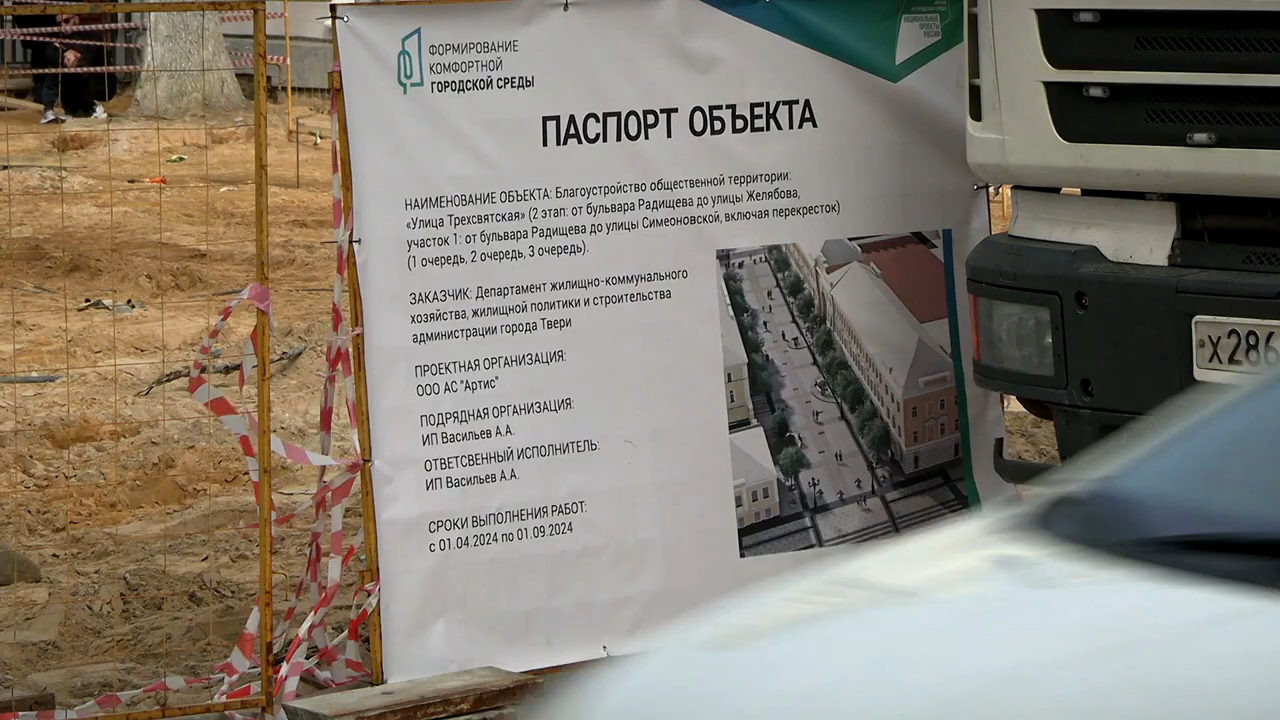 ФОРМИРОВАНИЕ
КОМФОРТНОЙ
ГОРОДСКОЙ СРЕДЫ
НАЦИОНАЛЬНЫЕ
ПРОЕКТЫ
РОССИИ
ПАСПОРТ ОБЪЕКТА
НАИМЕНОВАНИЕ ОБЪЕКТА: Благоустройство общественной территории:
«Улица Трехсвятская» (2 этап: от бульвара Радищева до улицы Желябова,
участок 1: от бульвара Радищева до улицы Симеоновской, включая перекресток)
(1 очередь, 2 очередь, 3 очередь).
ЗАКАЗЧИК: Департамент жилищно-коммунального
хозяйства, жилищной политики и строительства
администрации города Твери
ПРОЕКТНАЯ ОРГАНИЗАЦИЯ:
ООО АС "Артис"
ПОДРЯДНАЯ ОРГАНИЗАЦИЯ:
ИП Васильев А.А.
ОТВЕТСВЕННЫЙ ИСПОЛНИТЕЛЬ:
ИП Васильев А.А.
СРОКИ ВЫПОЛНЕНИЯ РАБОТ:
с 01.04.2024 по 01.09.2024
Х286